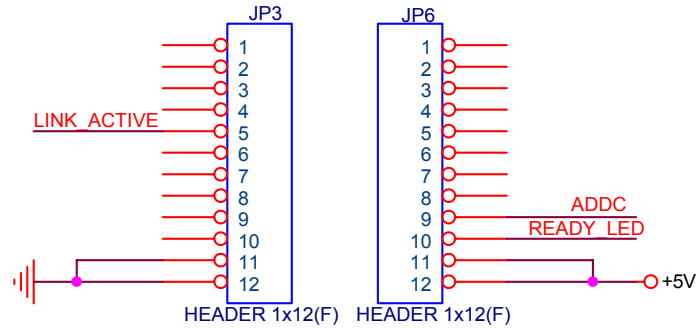 JP3 JP6
1 1
2 2
3 3
4 4
LINK_ACTIVE 5 5
6 6
7 7
8 8
9 9 ADDC
10 10 READY_LED
11 11
12 12 +5V
HEADER 1x12(F) HEADER 1x12(F)